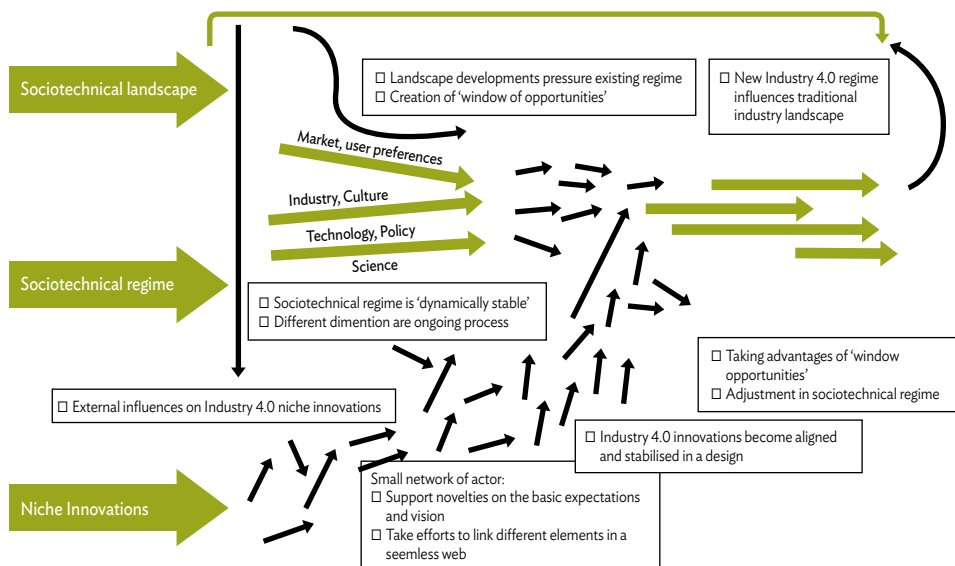 Sociotechnical landscape
☐ Landscape developments pressure existing regime
☐ Creation of ‘window of opportunities’
☐ New Industry 4.0 regime
influences traditional
industry landscape
Market, user preferences
Industry, Culture
Technology, Policy
Science
Sociotechnical regime
☐ Sociotechnical regime is ‘dynamically stable’
☐ Different dimention are ongoing process
☐ Taking advantages of ‘window
opportunities’
☐ Adjustment in sociotechnical regime
☐ External influences on Industry 4.0 niche innovations
☐ Industry 4.0 innovations become aligned
and stabilised in a design
Niche Innovations
Small network of actor:
☐ Support novelties on the basic expectations
and vision
☐ Take efforts to link different elements in a
seemless web